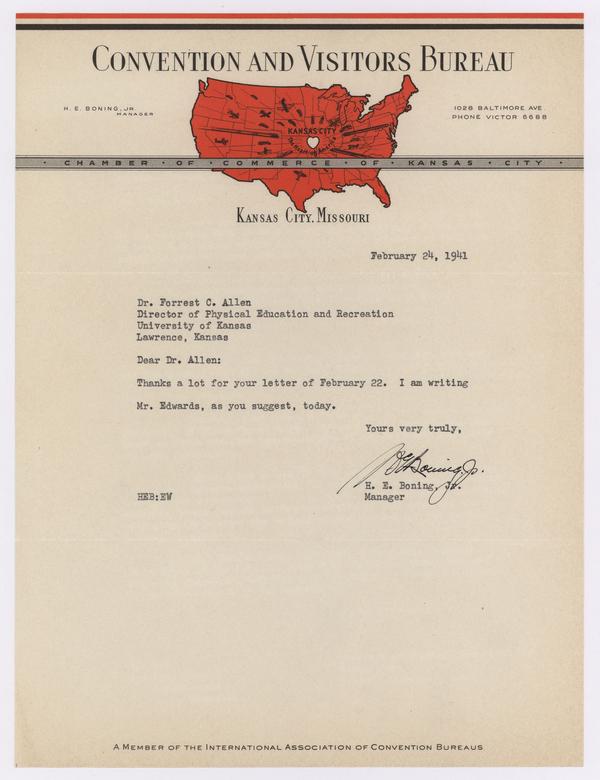 CONVENTION AND VISITORS BUREAU
H. E. BONING, JR.
MANAGER
1028 BALTIMORE AVE.
PHONE VICTOR 6688
KANSAS CITY
· CHAMBER · OF · COMMERCE · OF · KANSAS · CITY ·
KANSAS CITY, MISSOURI
February 24, 1941
Dr. Forrest C. Allen
Director of Physical Education and Recreation
University of Kansas
Lawrence, Kansas
Dear Dr. Allen:
Thanks a lot for your letter of February 22.  I am writing
Mr. Edwards, as you suggest, today.
Yours very truly,
H. E. Boning, Jr.
H. E. Boning, Jr.
HEB:EW
Manager
A MEMBER OF THE INTERNATIONAL ASSOCIATION OF CONVENTION BUREAUS